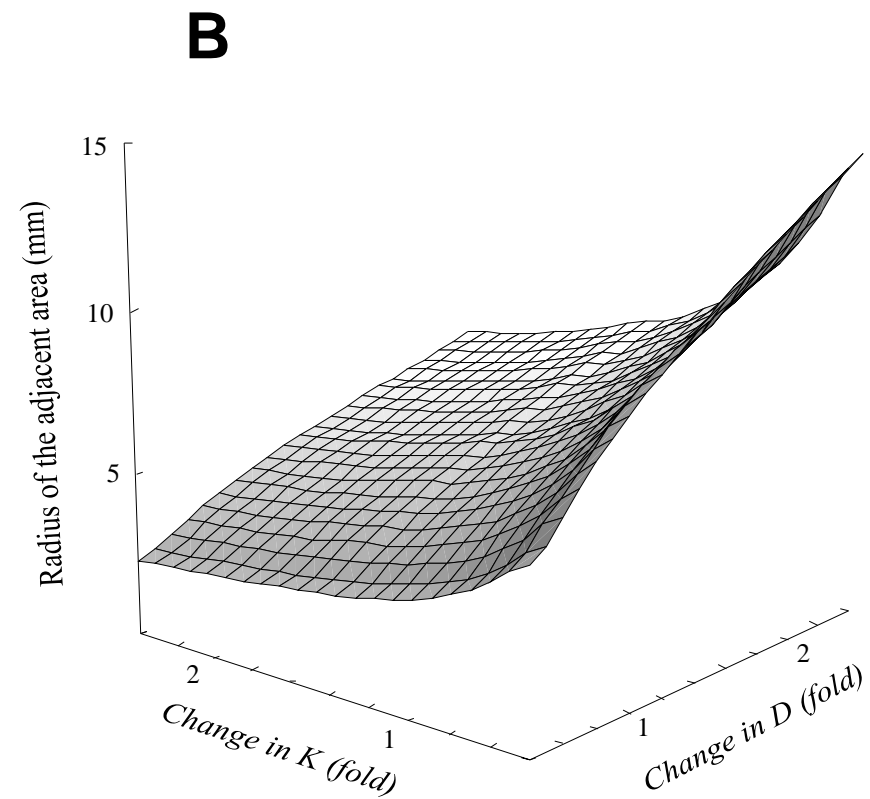 B
15
10
5
Radius of the adjacent area (mm)
2
1
Change in K (fold)
1
2
Change in D (fold)